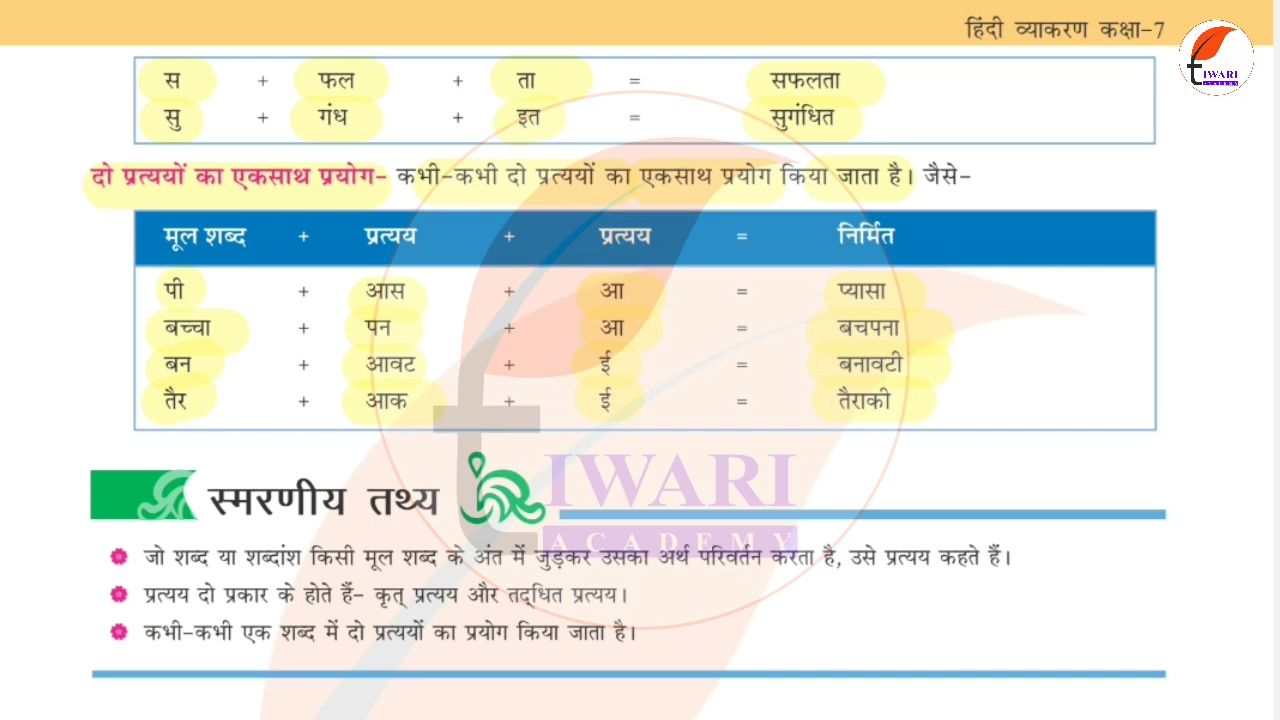 हिंदी व्याकरण कक्षा-7
TIWARI ACADEMY
स + फल + ता = सफलता
सु + गंध + इत = सुगंधित
दो प्रत्ययों का एकसाथ प्रयोग- कभी-कभी दो प्रत्ययों का एकसाथ प्रयोग किया जाता है। जैसे-
मूल शब्द + प्रत्यय + प्रत्यय = निर्मित
पी + आस + आ = प्यासा
बच्चा + पन + आ = बचपना
बन + आवट + ई = बनावटी
तैर + आक + ई = तैराकी
स्मरणीय तथ्य
TIWARI
ACADEMY
जो शब्द या शब्दांश किसी मूल शब्द के अंत में जुड़कर उसका अर्थ परिवर्तन करता है, उसे प्रत्यय कहते हैं।
प्रत्यय दो प्रकार के होते हैं- कृत् प्रत्यय और तद्‌धित प्रत्यय।
कभी-कभी एक शब्द में दो प्रत्ययों का प्रयोग किया जाता है।